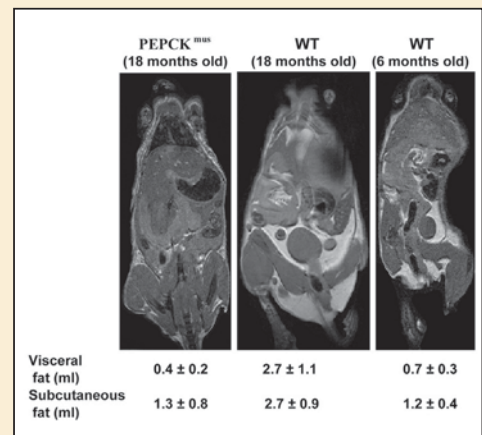 PEPCK mus WT WT
(18 months old) (18 months old) (6 months old)
Visceral
fat (ml) 0.4 ± 0.2 2.7 ± 1.1 0.7 ± 0.3
Subcutaneous
fat (ml) 1.3 ± 0.8 2.7 ± 0.9 1.2 ± 0.4